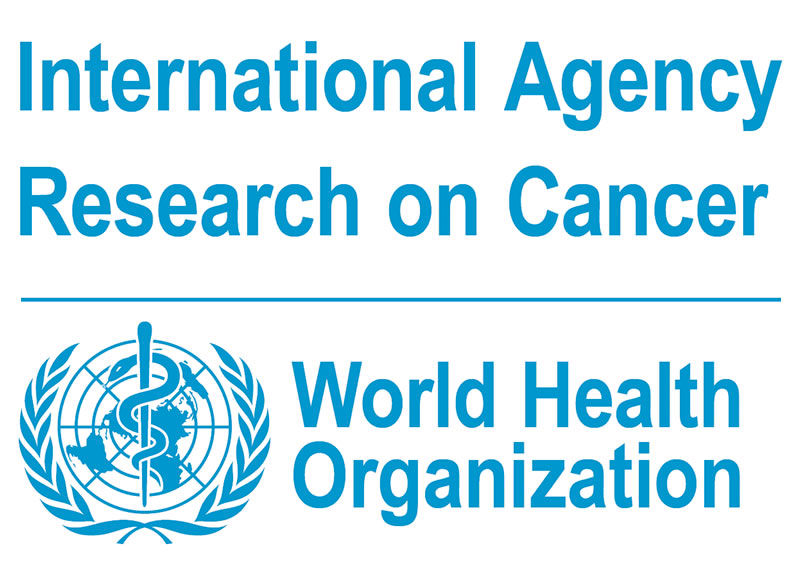 International Agency
Research on Cancer
World Health
Organization